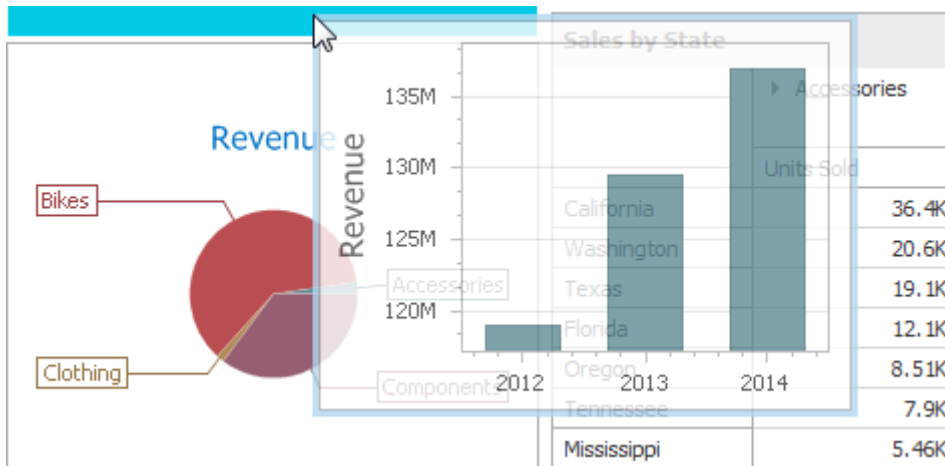 Sales by State
Accessories
Units Sold
California 36.4K
Washington 20.6K
Texas 19.1K
Florida 12.1K
Oregon 8.51K
Tennessee 7.9K
Mississippi 5.46K
Revenue
Bikes
Accessories
Clothing
Components
Revenue
135M
130M
125M
120M
2012 2013 2014